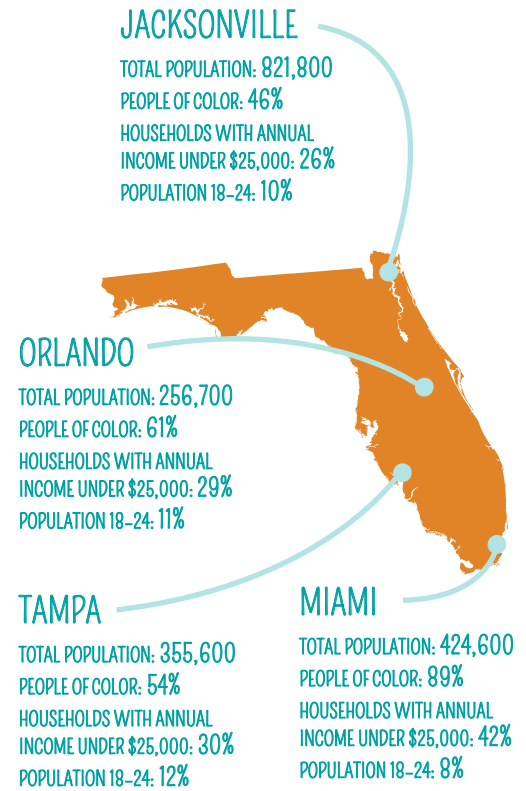 JACKSONVILLE
TOTAL POPULATION: 821,800
PEOPLE OF COLOR: 46%
HOUSEHOLDS WITH ANNUAL
INCOME UNDER $25,000: 26%
POPULATION 18–24: 10%
ORLANDO
TOTAL POPULATION: 256,700
PEOPLE OF COLOR: 61%
HOUSEHOLDS WITH ANNUAL
INCOME UNDER $25,000: 29%
POPULATION 18–24: 11%
TAMPA
TOTAL POPULATION: 355,600
PEOPLE OF COLOR: 54%
HOUSEHOLDS WITH ANNUAL
INCOME UNDER $25,000: 30%
POPULATION 18–24: 12%
MIAMI
TOTAL POPULATION: 424,600
PEOPLE OF COLOR: 89%
HOUSEHOLDS WITH ANNUAL
INCOME UNDER $25,000: 42%
POPULATION 18–24: 8%